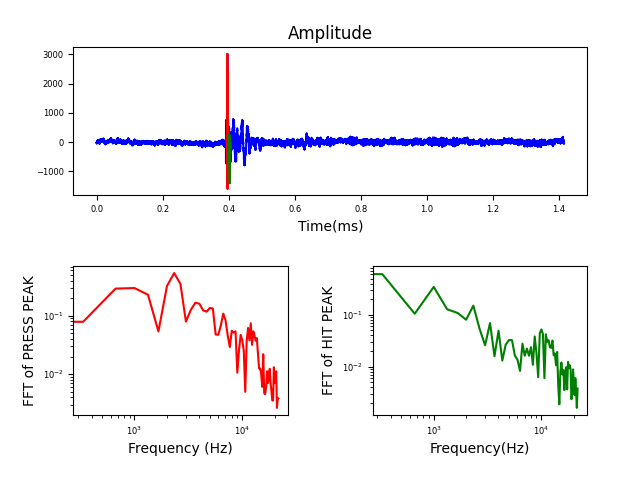 Amplitude
3000
2000
1000
0
−1000
0.0 0.2 0.4 0.6 0.8 1.0 1.2 1.4
Time(ms)
FFT of PRESS PEAK
10⁻¹
10⁻²
10³ 10⁴
Frequency (Hz)
FFT of HIT PEAK
10⁻¹
10⁻²
10³ 10⁴
Frequency(Hz)